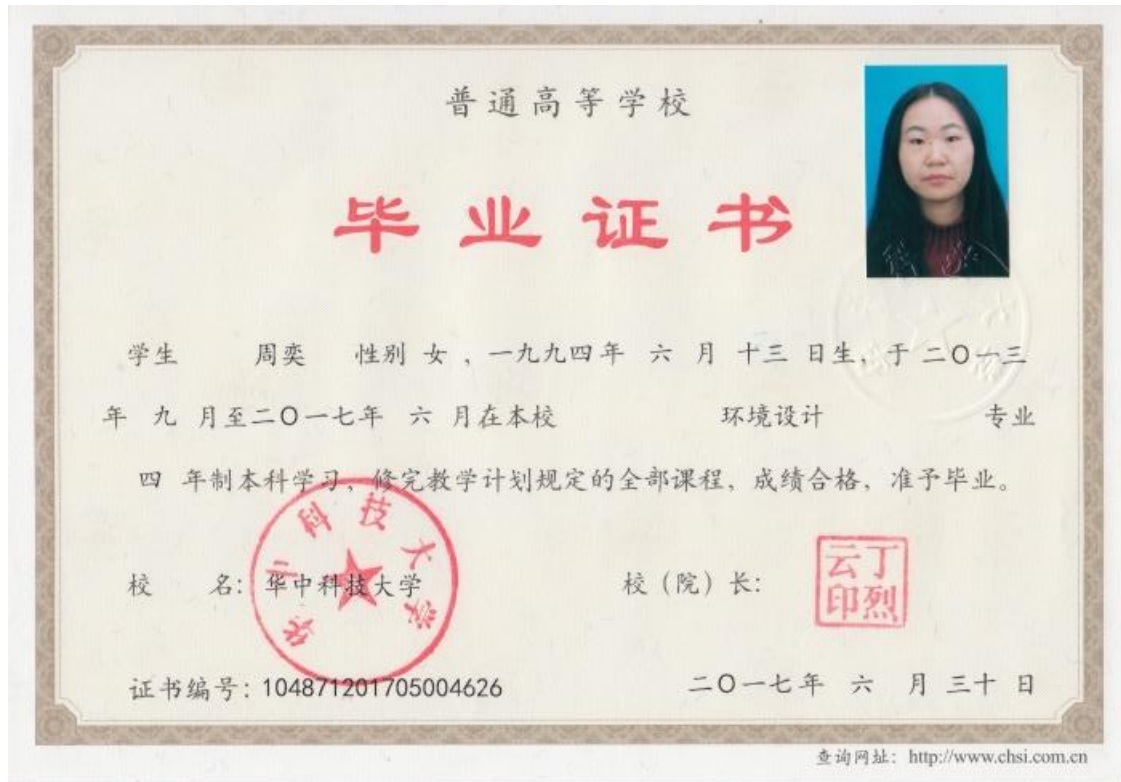 普通高等学校
毕业证书
学生 周奕 性别 女 ，一九九四年 六 月 十三 日生，于 二〇一三
年 九 月至二〇一七年 六 月在本校 环境设计 专业
四 年制本科学习，修完教学计划规定的全部课程，成绩合格，准予毕业。
华中科技大学
校 名：华中科技大学 校（院）长：
丁烈云印
证书编号：104871201705004626 二〇一七年 六 月 三十 日
查询网址：http://www.chsi.com.cn